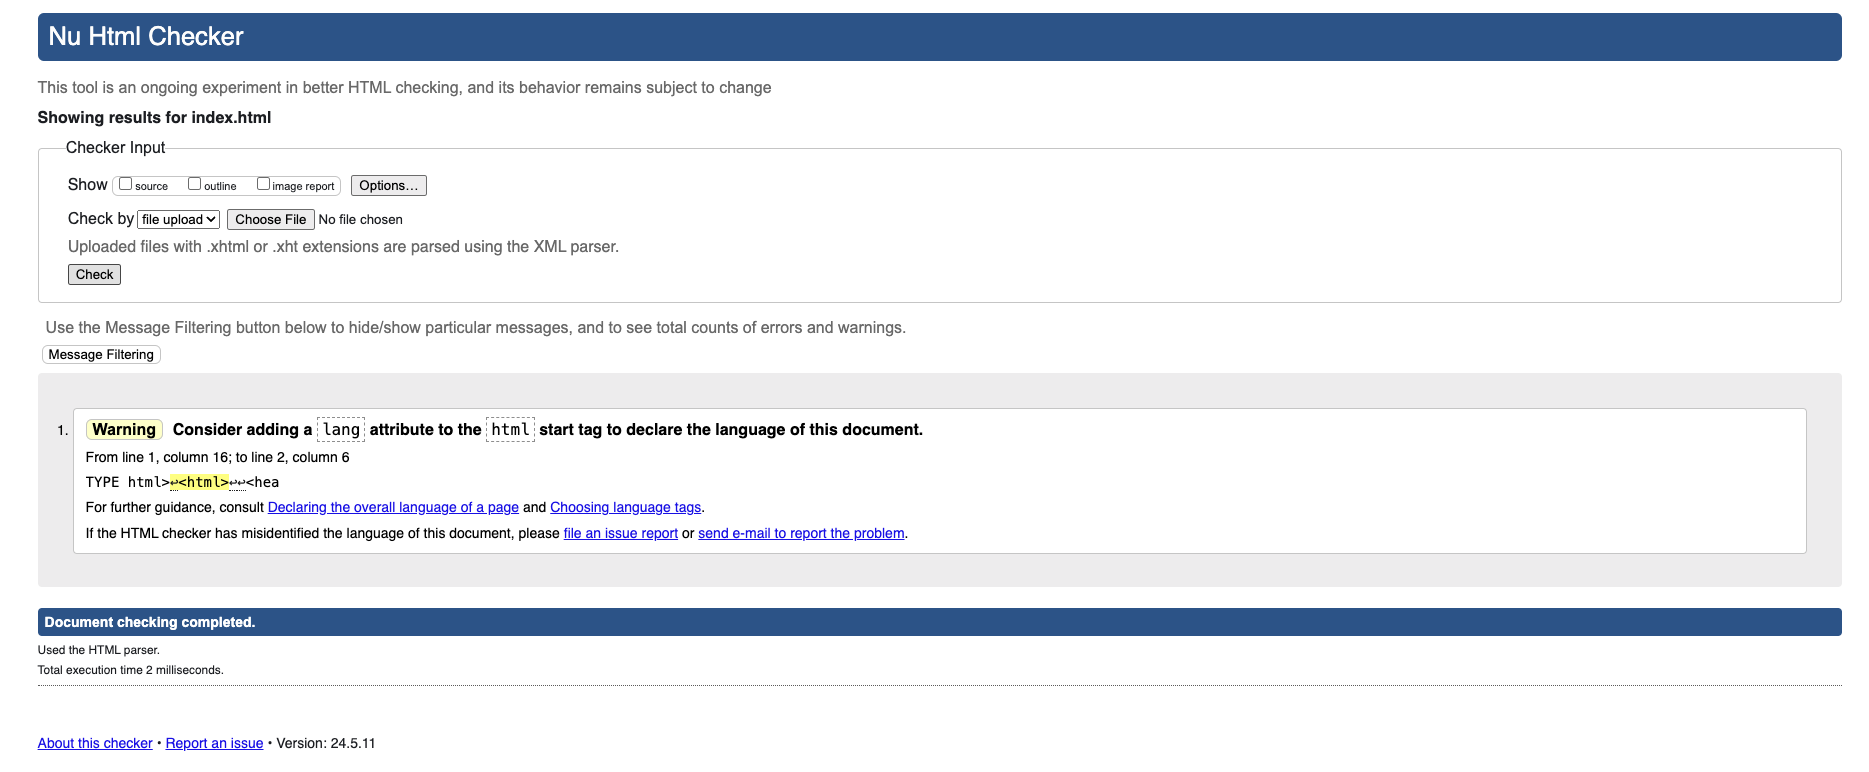 Nu Html Checker
This tool is an ongoing experiment in better HTML checking, and its behavior remains subject to change
Showing results for index.html
Checker Input
Show source outline image report Options…
Check by file upload Choose File No file chosen
Uploaded files with .xhtml or .xht extensions are parsed using the XML parser.
Check
Use the Message Filtering button below to hide/show particular messages, and to see total counts of errors and warnings.
Message Filtering
1. Warning Consider adding a lang attribute to the html start tag to declare the language of this document.
From line 1, column 16; to line 2, column 6
TYPE html>↩<html>↩↩<hea
For further guidance, consult Declaring the overall language of a page and Choosing language tags.
If the HTML checker has misidentified the language of this document, please file an issue report or send e-mail to report the problem.
Document checking completed.
Used the HTML parser.
Total execution time 2 milliseconds.
About this checker • Report an issue • Version: 24.5.11